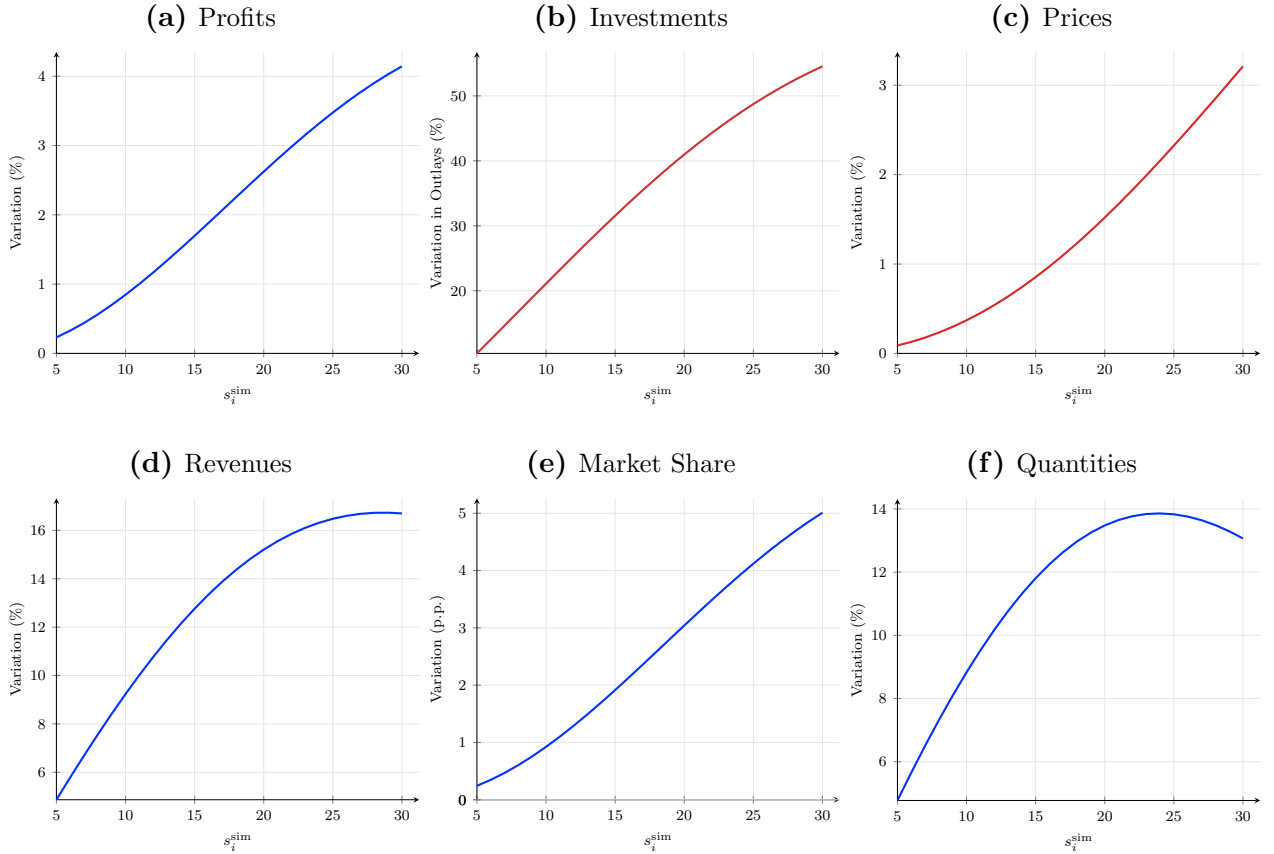 (a) Profits
Variation (%)
4
3
2
1
0
5 10 15 20 25 30
s_i^sim
(b) Investments
Variation in Outlays (%)
50
40
30
20
5 10 15 20 25 30
s_i^sim
(c) Prices
Variation (%)
3
2
1
0
5 10 15 20 25 30
s_i^sim
(d) Revenues
Variation (%)
16
14
12
10
8
6
5 10 15 20 25 30
s_i^sim
(e) Market Share
Variation (p.p.)
5
4
3
2
1
0
5 10 15 20 25 30
s_i^sim
(f) Quantities
Variation (%)
14
12
10
8
6
5 10 15 20 25 30
s_i^sim